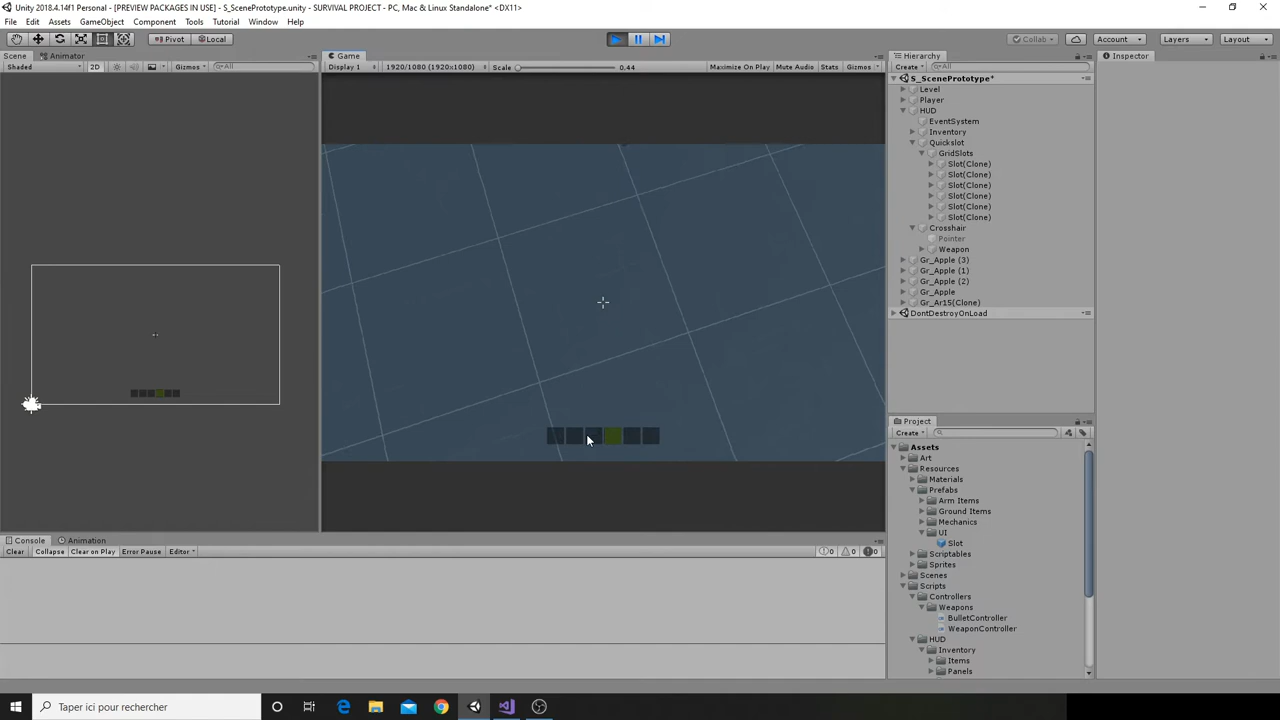 Unity 2018.4.14f1 Personal - [PREVIEW PACKAGES IN USE] - S_ScenePrototype.unity - SURVIVAL PROJECT - PC, Mac & Linux Standalone* <DX11>
File Edit Assets GameObject Component Tools Tutorial Window Help
Pivot Local Collab Account Layers Layout
Scene Animator Game Hierarchy Inspector
Shaded 2D Gizmos All Display 1 1920/1080 (1920x1080) Scale 0.44 Maximize On Play Mute Audio Stats Gizmos Create All
S_ScenePrototype*
Level
Player
HUD
EventSystem
Inventory
Quickslot
GridSlots
Slot(Clone)
Slot(Clone)
Slot(Clone)
Slot(Clone)
Slot(Clone)
Slot(Clone)
Crosshair
Pointer
Weapon
Gr_Apple (3)
Gr_Apple (1)
Gr_Apple (2)
Gr_Apple
Gr_Ar15(Clone)
DontDestroyOnLoad
Project
Create
Assets
Art
Resources
Materials
Prefabs
Arm Items
Ground Items
Mechanics
UI
Slot
Scriptables
Sprites
Scenes
Scripts
Controllers
Weapons
BulletController
WeaponController
HUD
Inventory
Items
Panels
Console Animation
Clear Collapse Clear on Play Error Pause Editor 0 0 0
Taper ici pour rechercher